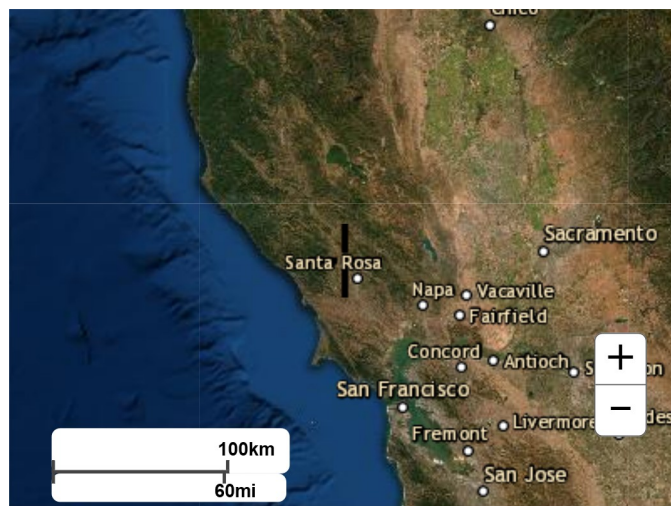 Chico
Sacramento
Santa Rosa
Napa
Vacaville
Fairfield
Concord
Antioch
San Francisco
Livermore
Fremont
San Jose
100km
60mi
+
−